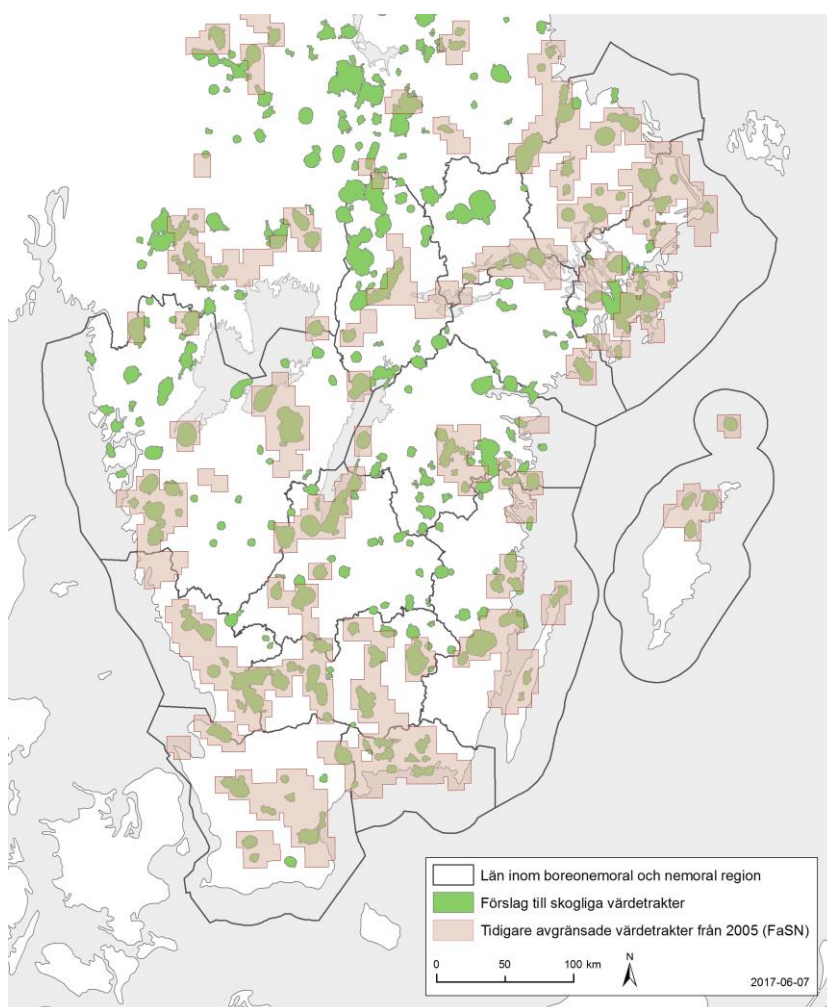 Län inom boreonemoral och nemoral region
Förslag till skogliga värdetrakter
Tidigare avgränsade värdetrakter från 2005 (FaSN)
0 50 100 km
N
2017-06-07